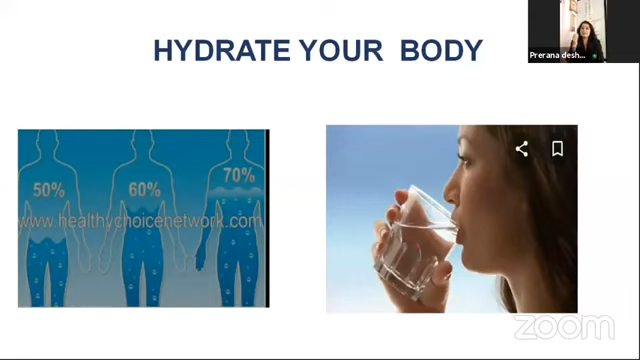 HYDRATE YOUR BODY
Prerana desh...
50%
60%
70%
www.healthychoicenetwork.com
zoom